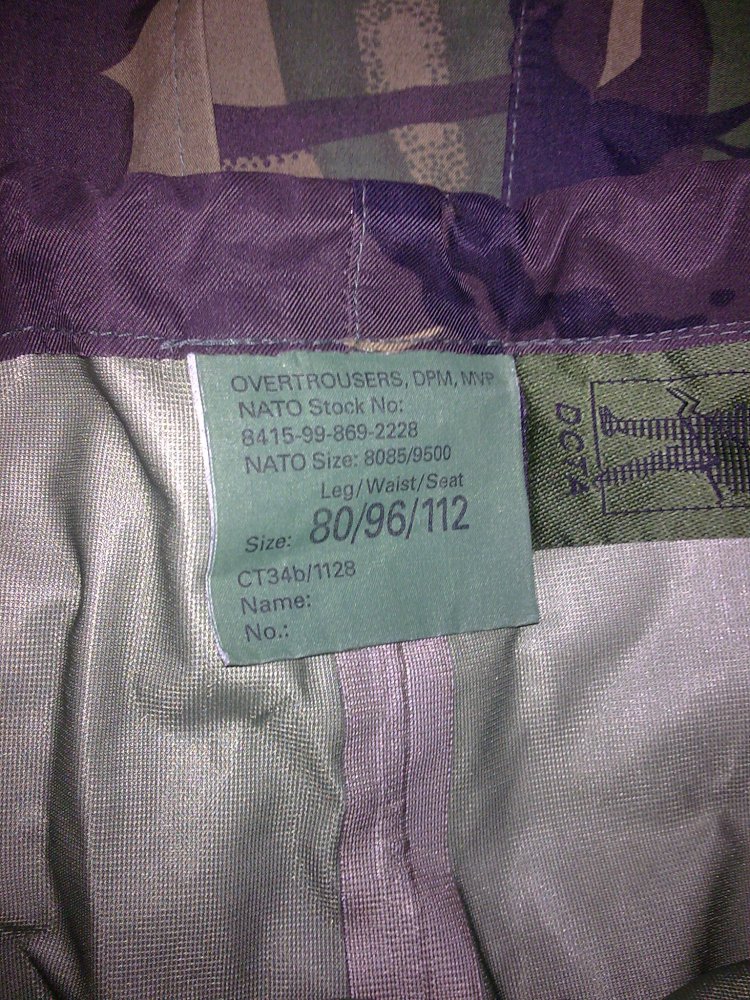 OVERTROUSERS, DPM, MVP
NATO Stock No:
8415-99-869-2228
NATO Size: 8085/9500
Leg/Waist/Seat
Size: 80/96/112
CT34b/1128
Name:
No.: